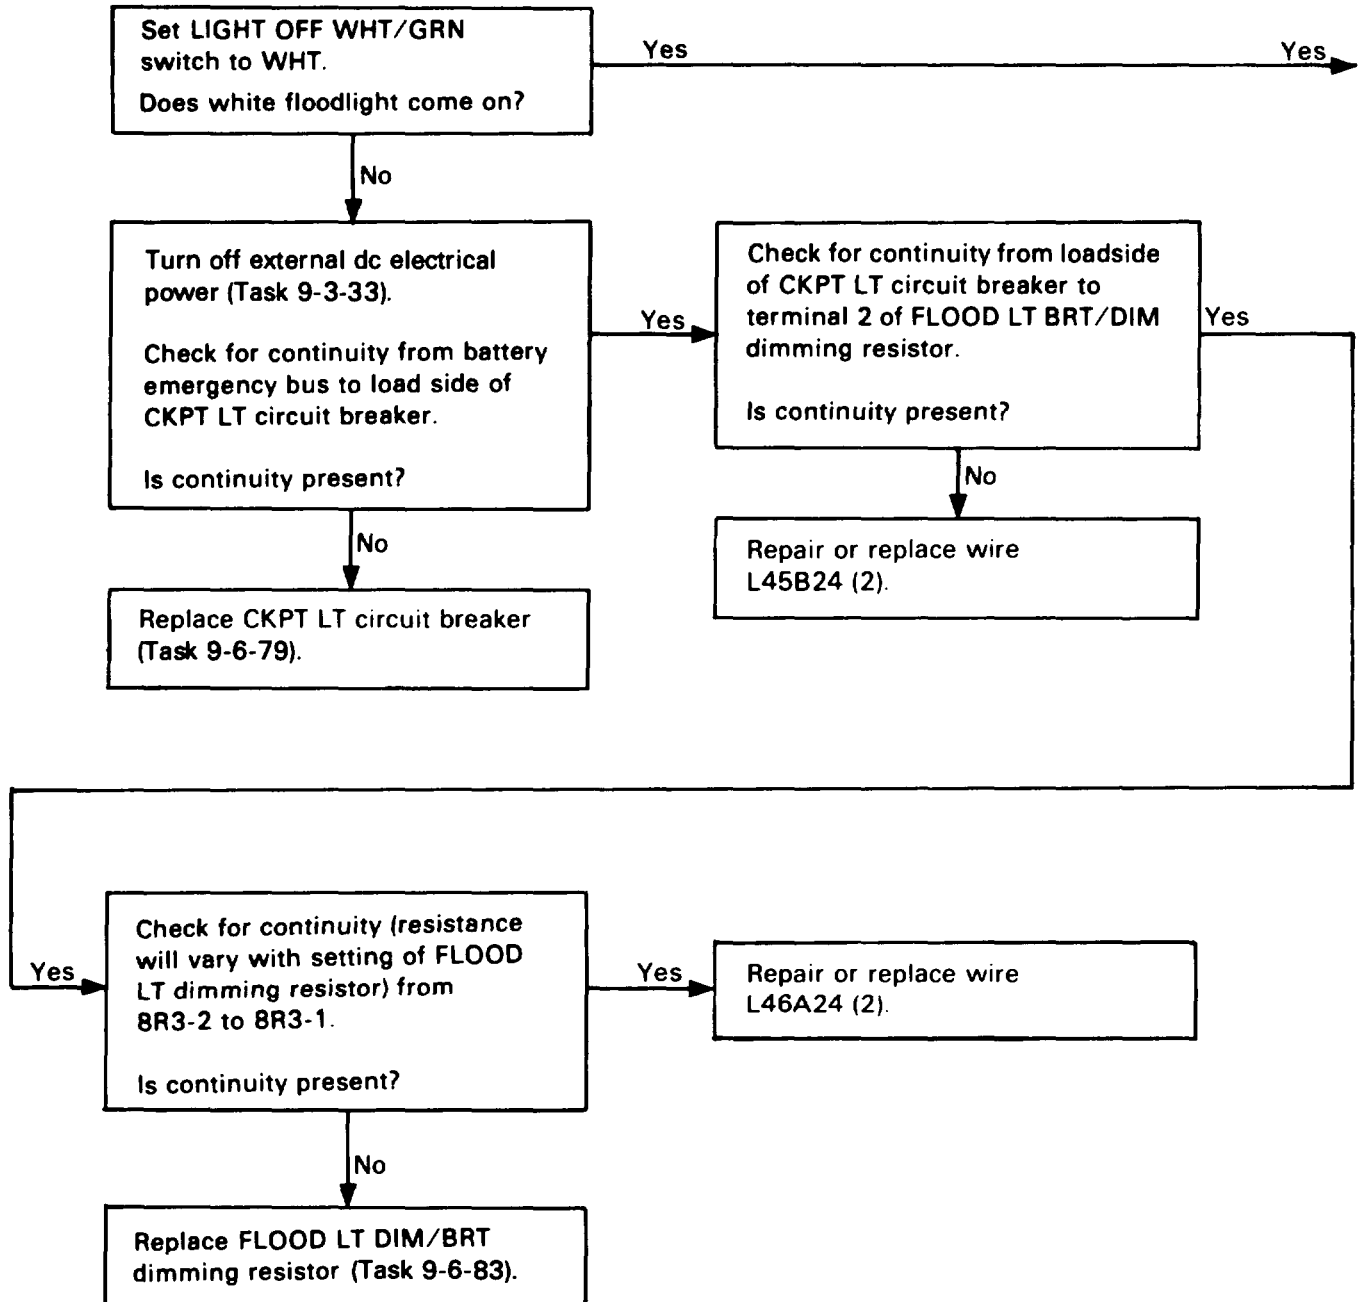 Set LIGHT OFF WHT/GRN
switch to WHT.
Does white floodlight come on?
Yes
Yes
No
Turn off external dc electrical
power (Task 9-3-33).
Check for continuity from battery
emergency bus to load side of
CKPT LT circuit breaker.
Is continuity present?
Yes
Check for continuity from loadside
of CKPT LT circuit breaker to
terminal 2 of FLOOD LT BRT/DIM
dimming resistor.
Is continuity present?
Yes
No
No
Repair or replace wire
L45B24 (2).
Replace CKPT LT circuit breaker
(Task 9-6-79).
Yes
Check for continuity (resistance
will vary with setting of FLOOD
LT dimming resistor) from
8R3-2 to 8R3-1.
Is continuity present?
Yes
Repair or replace wire
L46A24 (2).
No
Replace FLOOD LT DIM/BRT
dimming resistor (Task 9-6-83).